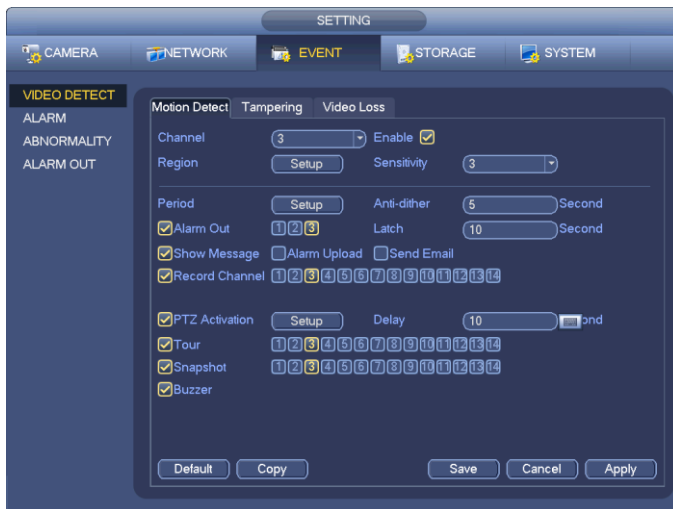 SETTING
CAMERA NETWORK EVENT STORAGE SYSTEM
VIDEO DETECT
ALARM
ABNORMALITY
ALARM OUT
Motion Detect Tampering Video Loss
Channel 3 Enable
Region Setup Sensitivity 3
Period Setup Anti-dither 5 Second
Alarm Out 1 2 3 Latch 10 Second
Show Message Alarm Upload Send Email
Record Channel 1 2 3 4 5 6 7 8 9 10 11 12 13 14
PTZ Activation Setup Delay 10 ond
Tour 1 2 3 4 5 6 7 8 9 10 11 12 13 14
Snapshot 1 2 3 4 5 6 7 8 9 10 11 12 13 14
Buzzer
Default Copy Save Cancel Apply